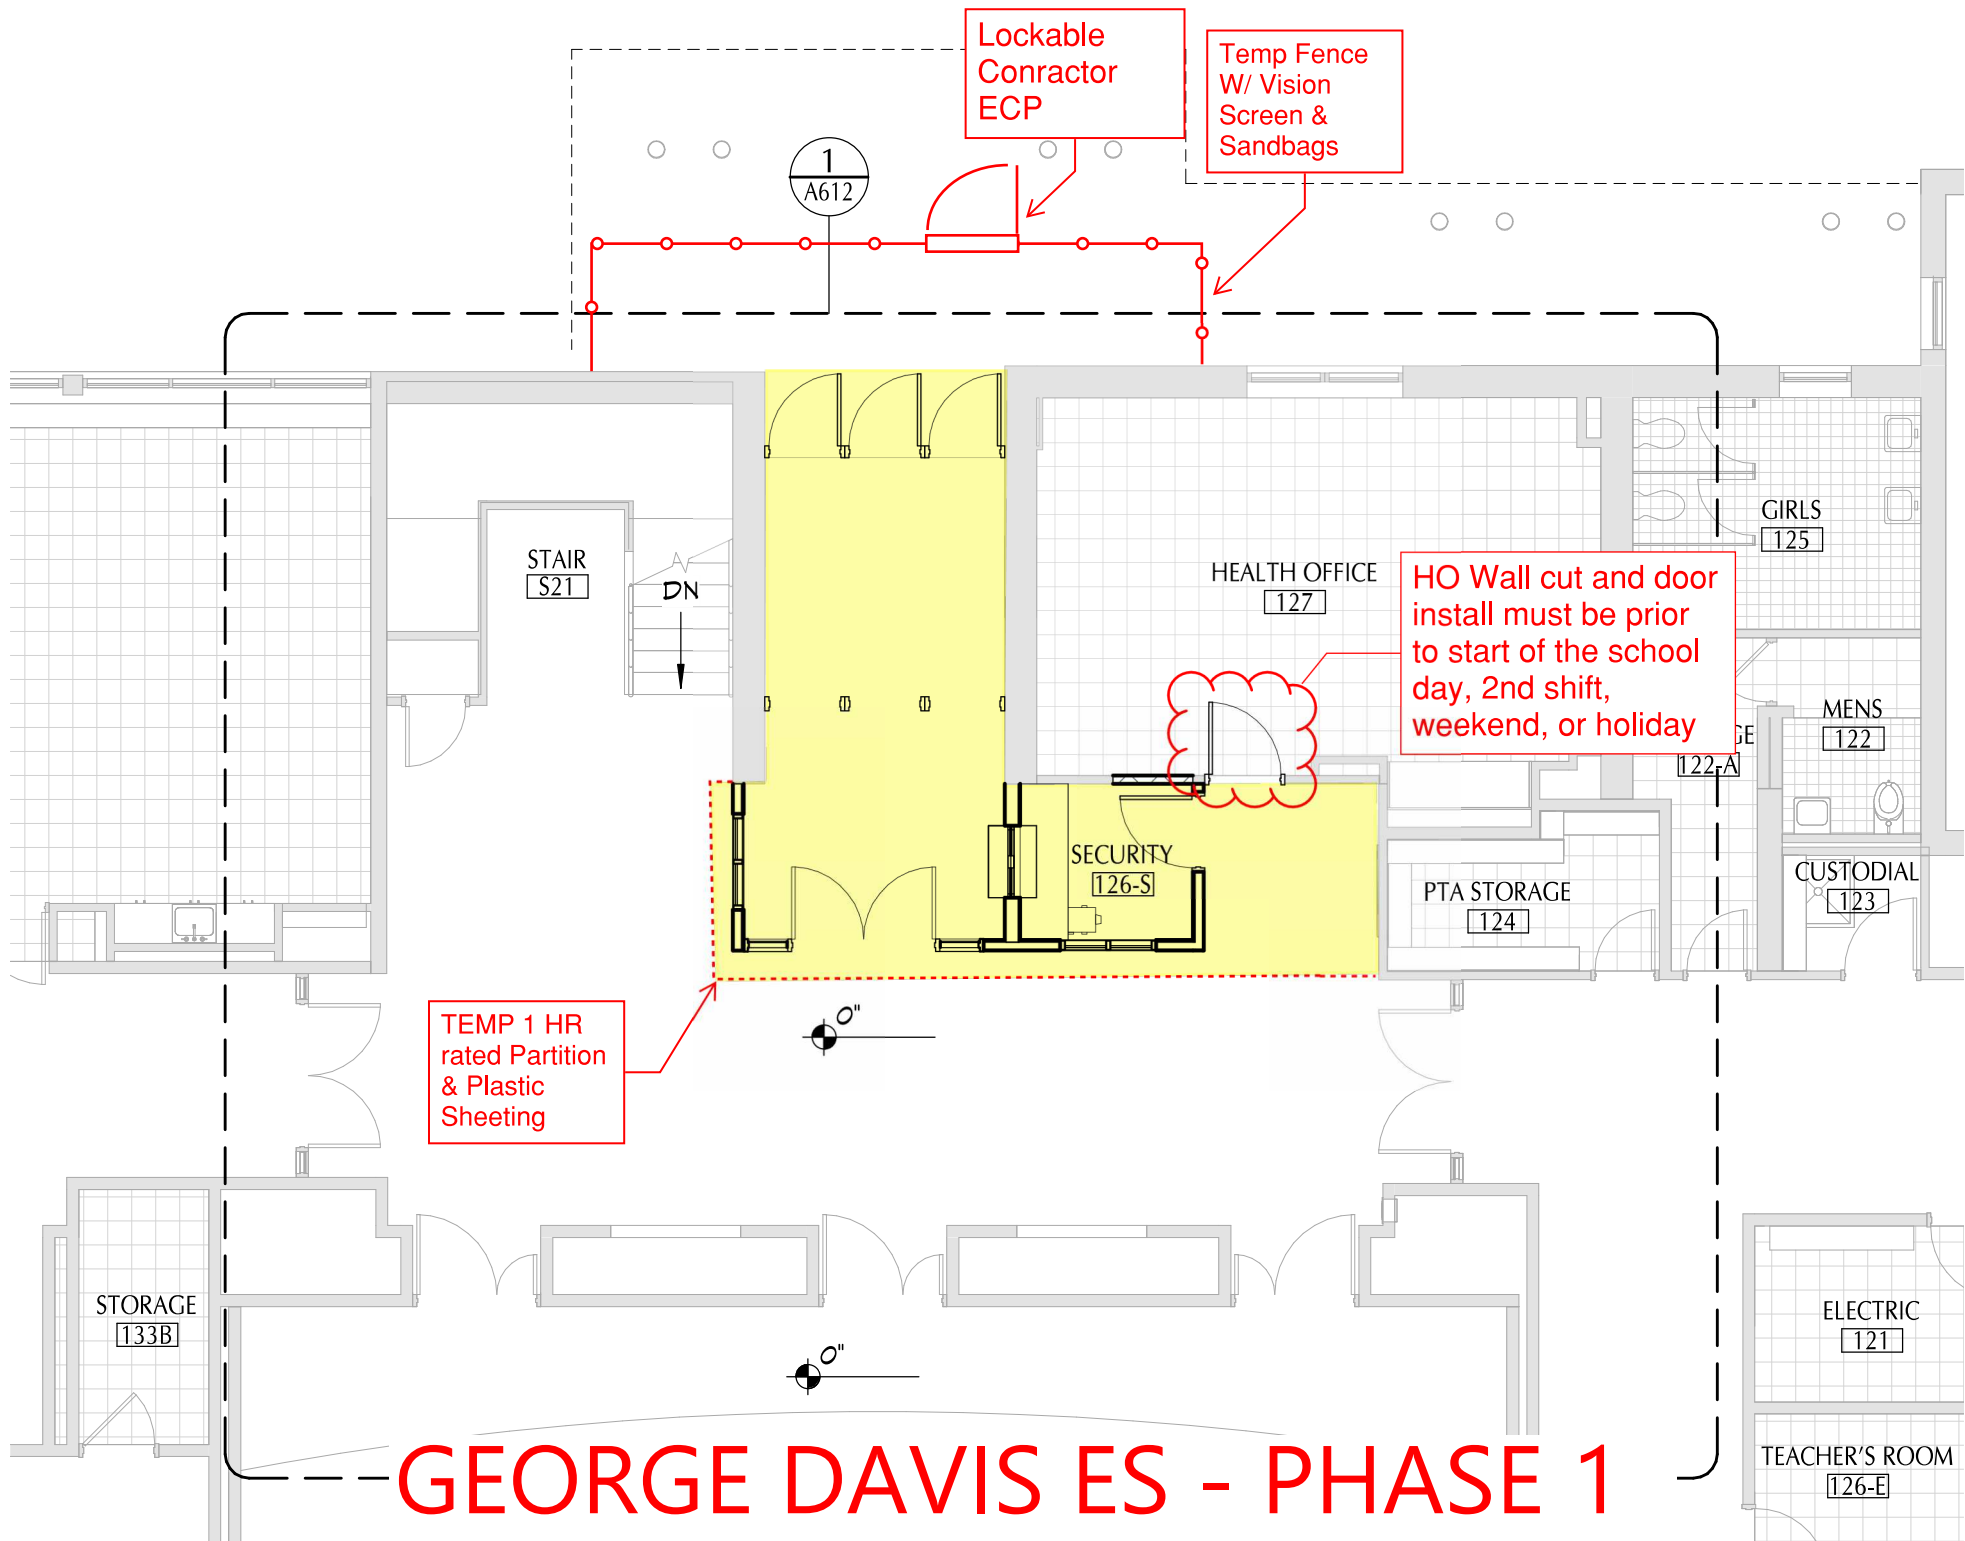 Lockable
Conractor
ECP
Temp Fence
W/ Vision
Screen &
Sandbags
1
A612
STAIR
S21
DN
HEALTH OFFICE
127
GIRLS
125
HO Wall cut and door
install must be prior
to start of the school
day, 2nd shift,
weekend, or holiday
MENS
122
GE
122-A
SECURITY
126-S
PTA STORAGE
124
CUSTODIAL
123
TEMP 1 HR
rated Partition
& Plastic
Sheeting
0"
STORAGE
133B
0"
ELECTRIC
121
TEACHER'S ROOM
126-E
GEORGE DAVIS ES - PHASE 1